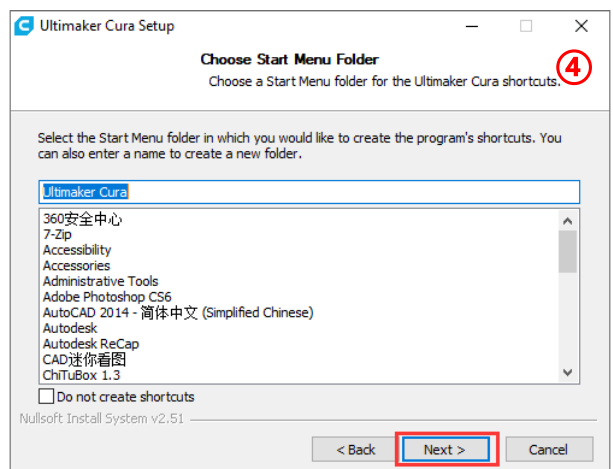 Ultimaker Cura Setup
Choose Start Menu Folder
Choose a Start Menu folder for the Ultimaker Cura shortcuts.
④
Select the Start Menu folder in which you would like to create the program's shortcuts. You
can also enter a name to create a new folder.
Ultimaker Cura
360安全中心
7-Zip
Accessibility
Accessories
Administrative Tools
Adobe Photoshop CS6
AutoCAD 2014 - 简体中文 (Simplified Chinese)
Autodesk
Autodesk ReCap
CAD迷你看图
ChiTuBox 1.3
Do not create shortcuts
Nullsoft Install System v2.51
< Back
Next >
Cancel